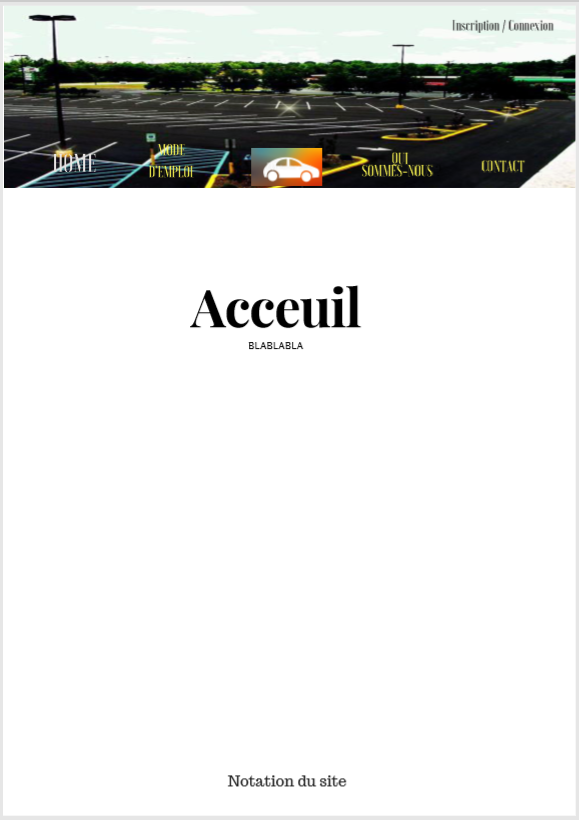 Inscription / Connexion
HOME
MODE
D'EMPLOI
QUI
SOMMES-NOUS
CONTACT
Acceuil
BLABLABLA
Notation du site